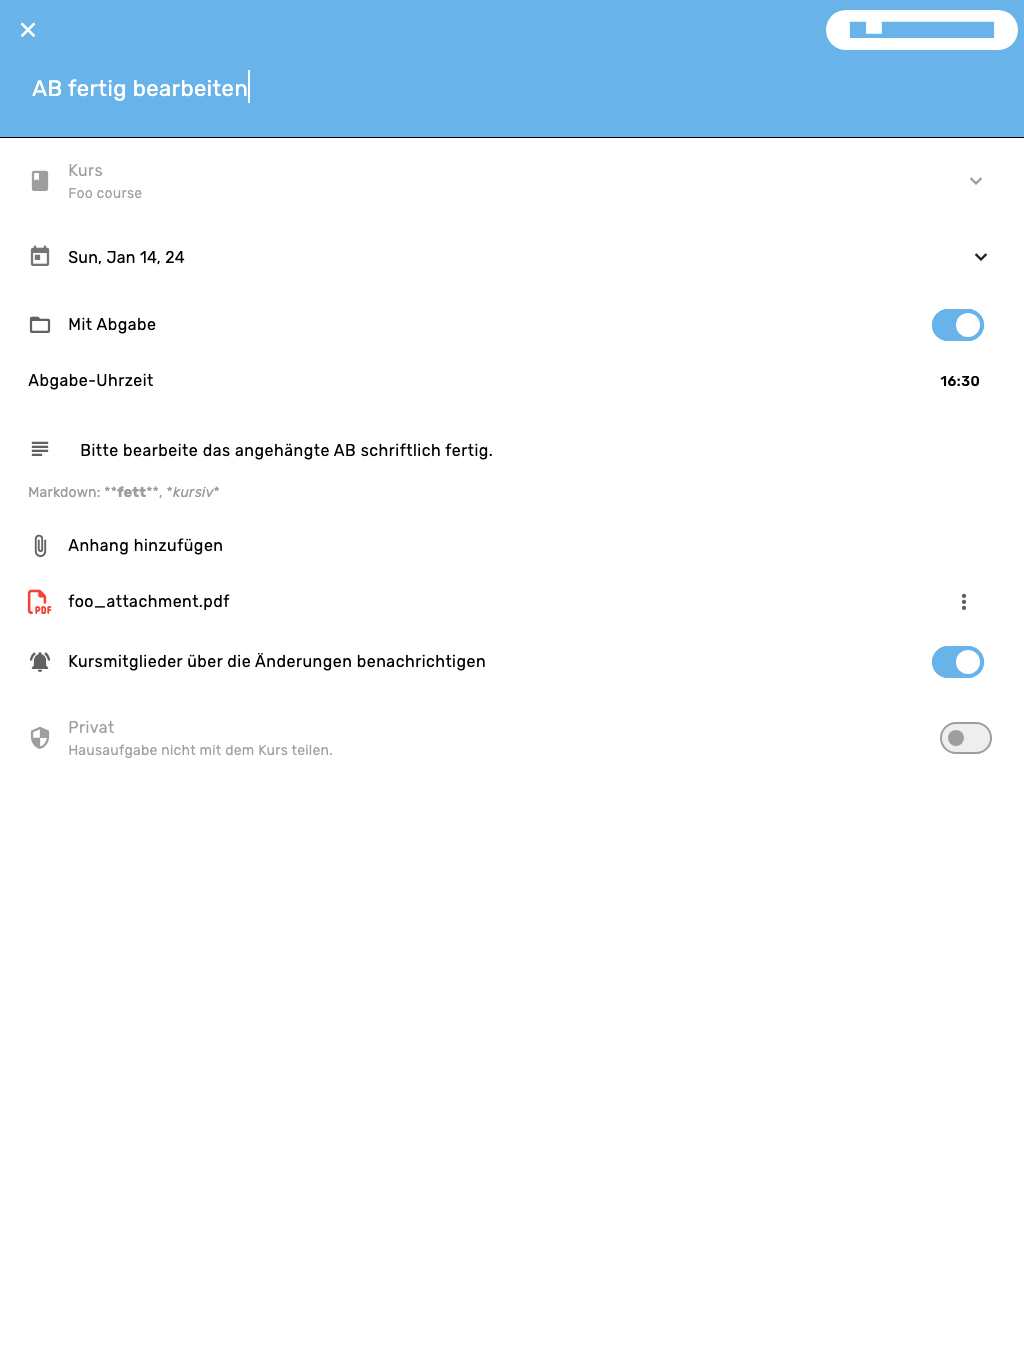 AB fertig bearbeiten
Kurs
Foo course
Sun, Jan 14, 24
Mit Abgabe
Abgabe-Uhrzeit 16:30
Bitte bearbeite das angehängte AB schriftlich fertig.
Markdown: **fett**, *kursiv*
Anhang hinzufügen
PDF foo_attachment.pdf
Kursmitglieder über die Änderungen benachrichtigen
Privat
Hausaufgabe nicht mit dem Kurs teilen.